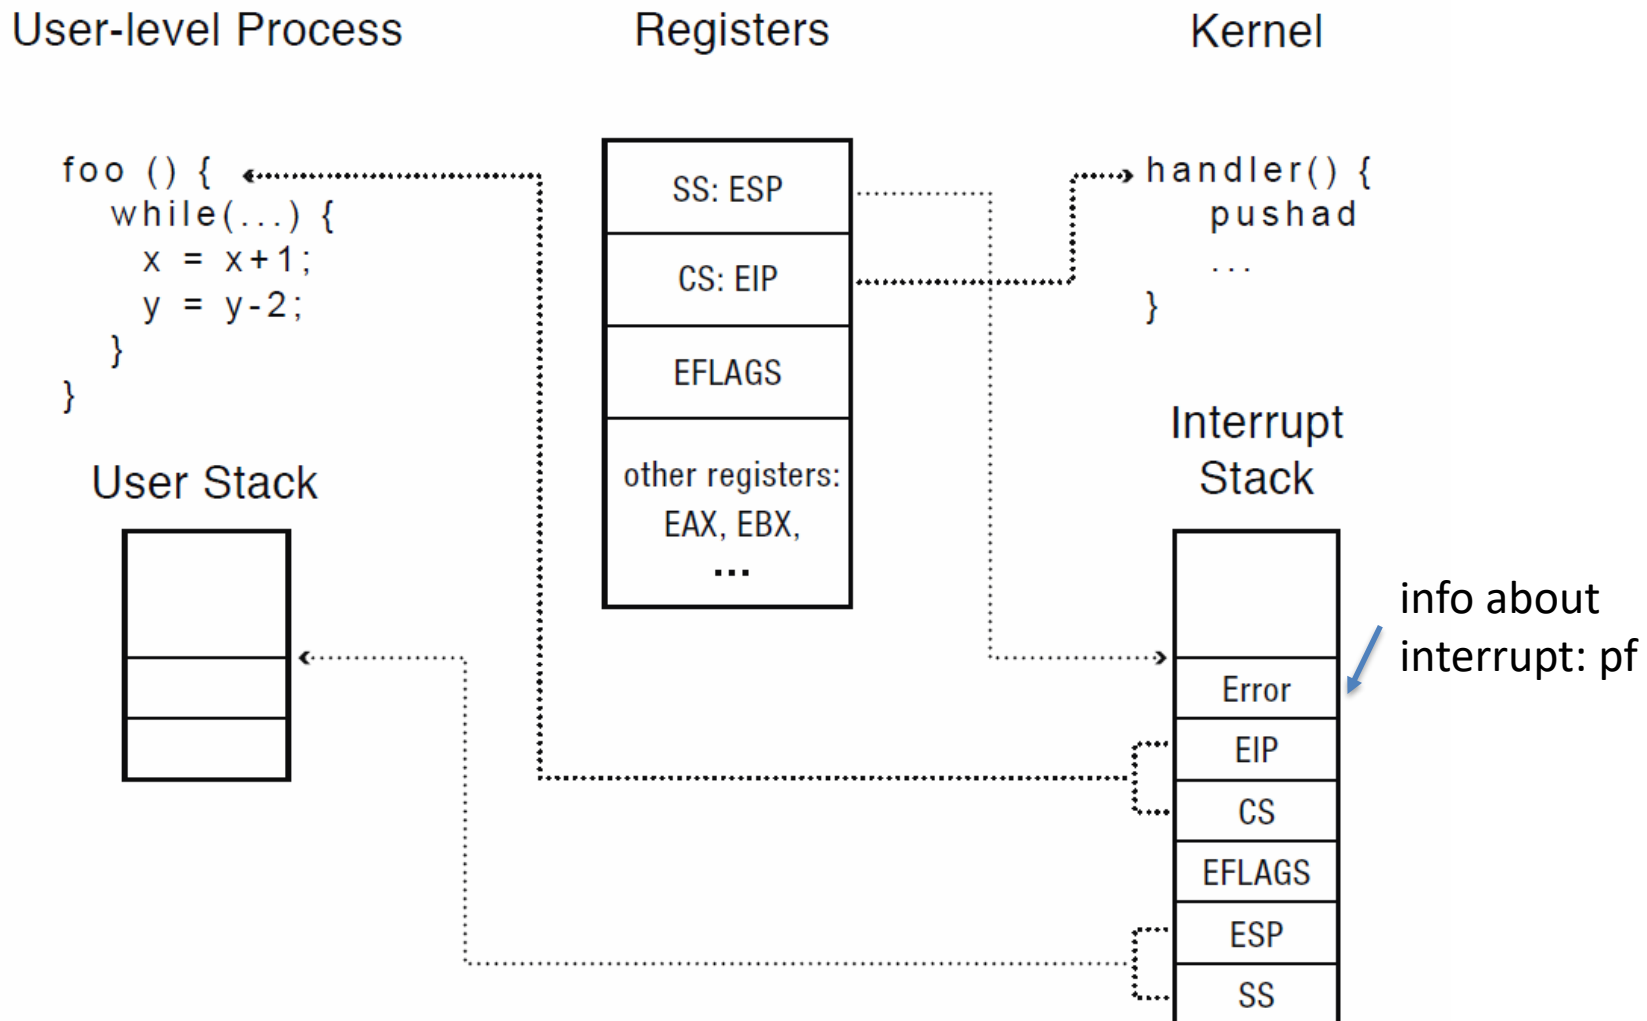 User-level Process
foo () {
while(...) {
x = x+1;
y = y-2;
}
}
User Stack
Registers
SS: ESP
CS: EIP
EFLAGS
other registers:
EAX, EBX,
...
Kernel
handler() {
pushad
...
}
Interrupt
Stack
Error
EIP
CS
EFLAGS
ESP
SS
info about
interrupt: pf